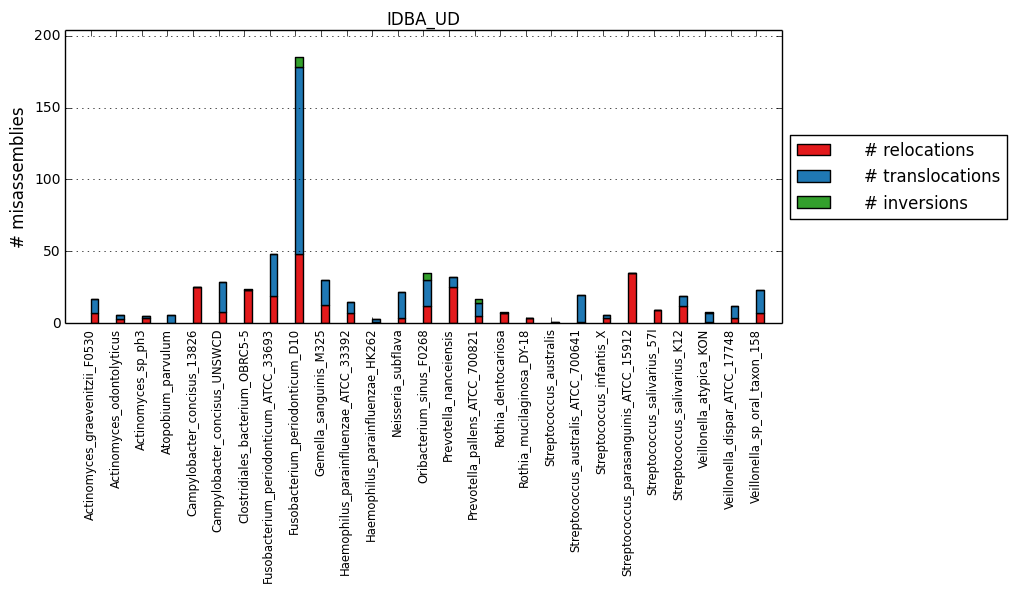 IDBA_UD
# misassemblies
200
150
100
50
0
# relocations
# translocations
# inversions
Actinomyces_graevenitzii_F0530
Actinomyces_odontolyticus
Actinomyces_sp_ph3
Atopobium_parvulum
Campylobacter_concisus_13826
Campylobacter_concisus_UNSWCD
Clostridiales_bacterium_OBRC5-5
Fusobacterium_periodonticum_ATCC_33693
Fusobacterium_periodonticum_D10
Gemella_sanguinis_M325
Haemophilus_parainfluenzae_ATCC_33392
Haemophilus_parainfluenzae_HK262
Neisseria_subflava
Oribacterium_sinus_F0268
Prevotella_nanceiensis
Prevotella_pallens_ATCC_700821
Rothia_dentocariosa
Rothia_mucilaginosa_DY-18
Streptococcus_australis
Streptococcus_australis_ATCC_700641
Streptococcus_infantis_X
Streptococcus_parasanguinis_ATCC_15912
Streptococcus_salivarius_57I
Streptococcus_salivarius_K12
Veillonella_atypica_KON
Veillonella_dispar_ATCC_17748
Veillonella_sp_oral_taxon_158